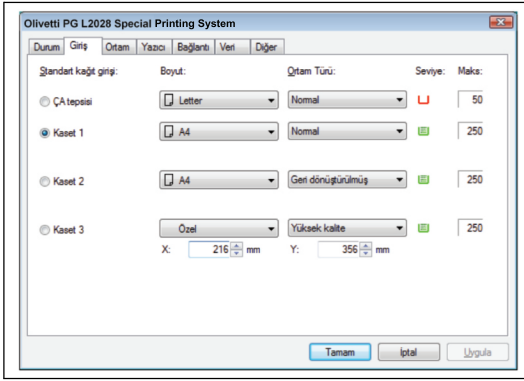 Olivetti PG L2028 Special Printing System
Durum Giriş Ortam Yazıcı Bağlantı Veri Diğer
Standart kağıt girişi: Boyut: Ortam Türü: Seviye: Maks:
ÇA tepsisi Letter Normal 50
Kaset 1 A4 Normal 250
Kaset 2 A4 Geri dönüştürülmüş 250
Kaset 3 Özel Yüksek kalite 250
X: 216 mm Y: 356 mm
Tamam İptal Uygula